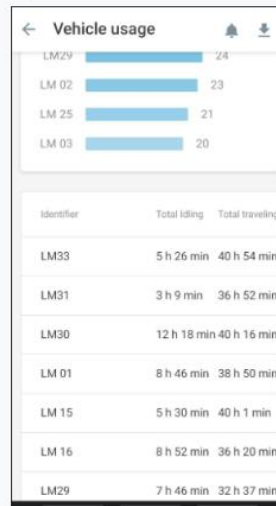 Vehicle usage
LM29 24
LM 02 23
LM 25 21
LM 03 20
Identifier Total idling Total traveling
LM33 5 h 26 min 40 h 54 min
LM31 3 h 9 min 36 h 52 min
LM30 12 h 18 min 40 h 16 min
LM 01 8 h 46 min 38 h 50 min
LM 15 5 h 30 min 40 h 1 min
LM 16 8 h 52 min 36 h 20 min
LM29 7 h 46 min 32 h 37 min